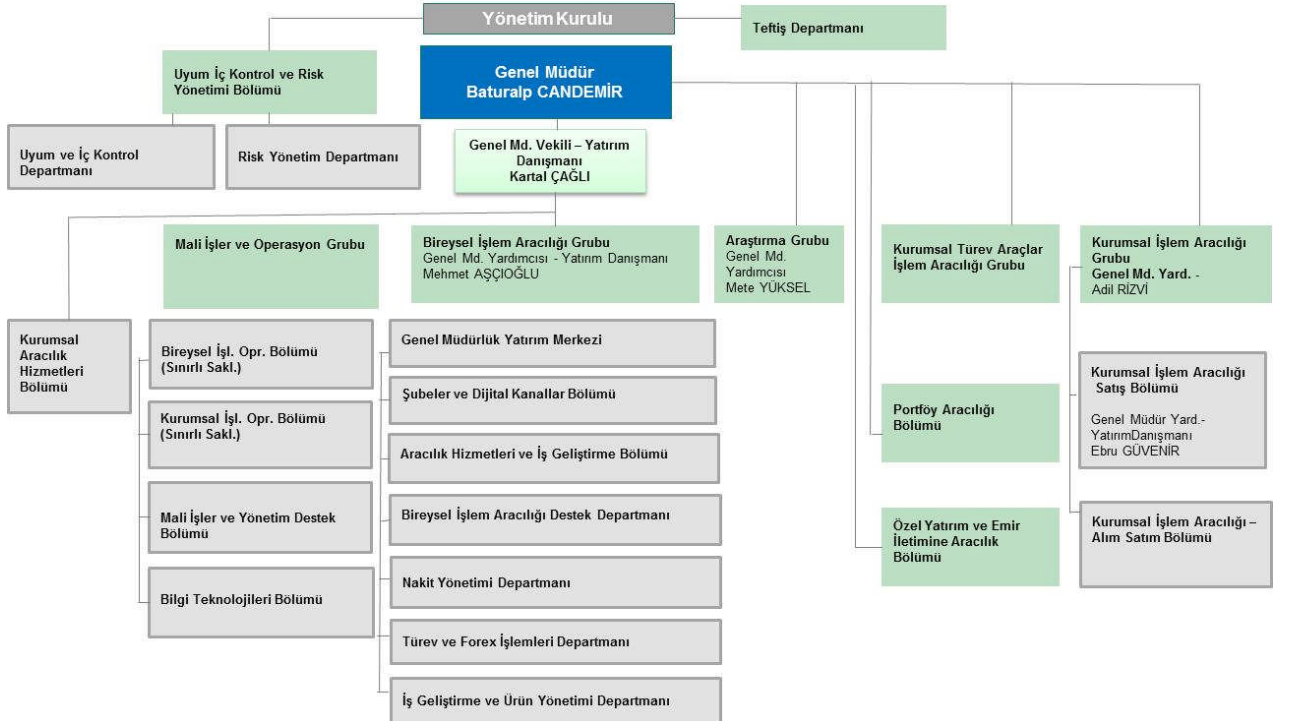 Yönetim Kurulu
Teftiş Departmanı
Uyum İç Kontrol ve Risk
Yönetimi Bölümü
Genel Müdür
Baturalp CANDEMİR
Uyum ve İç Kontrol
Departmanı
Risk Yönetim Departmanı
Genel Md. Vekili – Yatırım
Danışmanı
Kartal ÇAĞLI
Mali İşler ve Operasyon Grubu
Bireysel İşlem Aracılığı Grubu
Genel Md. Yardımcısı - Yatırım Danışmanı
Mehmet AŞÇIOĞLU
Araştırma Grubu
Genel Md.
Yardımcısı
Mete YÜKSEL
Kurumsal Türev Araçlar
İşlem Aracılığı Grubu
Kurumsal İşlem Aracılığı
Grubu
Genel Md. Yard. -
Adil RİZVİ
Kurumsal
Aracılık
Hizmetleri
Bölümü
Bireysel İşl. Opr. Bölümü
(Sınırlı Sakl.)
Kurumsal İşl. Opr. Bölümü
(Sınırlı Sakl.)
Mali İşler ve Yönetim Destek
Bölümü
Bilgi Teknolojileri Bölümü
Genel Müdürlük Yatırım Merkezi
Şubeler ve Dijital Kanallar Bölümü
Aracılık Hizmetleri ve İş Geliştirme Bölümü
Bireysel İşlem Aracılığı Destek Departmanı
Nakit Yönetimi Departmanı
Türev ve Forex İşlemleri Departmanı
İş Geliştirme ve Ürün Yönetimi Departmanı
Portföy Aracılığı
Bölümü
Özel Yatırım ve Emir
İletimine Aracılık
Bölümü
Kurumsal İşlem Aracılığı
Satış Bölümü
Genel Müdür Yard.-
YatırımDanışmanı
Ebru GÜVENİR
Kurumsal İşlem Aracılığı –
Alım Satım Bölümü